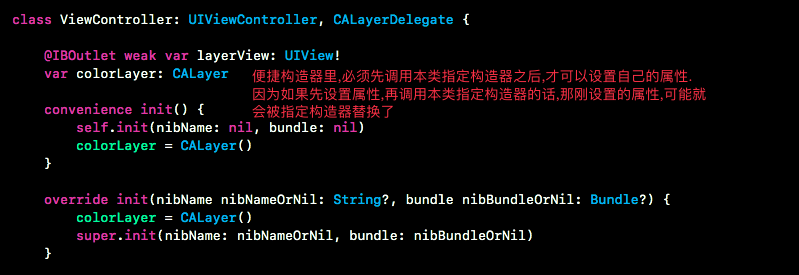 class ViewController: UIViewController, CALayerDelegate {
@IBOutlet weak var layerView: UIView!
var colorLayer: CALayer
便捷构造器里,必须先调用本类指定构造器之后,才可以设置自己的属性.
因为如果先设置属性,再调用本类指定构造器的话,那刚设置的属性,可能就
会被指定构造器替换了
convenience init() {
self.init(nibName: nil, bundle: nil)
colorLayer = CALayer()
}
override init(nibName nibNameOrNil: String?, bundle nibBundleOrNil: Bundle?) {
colorLayer = CALayer()
super.init(nibName: nibNameOrNil, bundle: nibBundleOrNil)
}